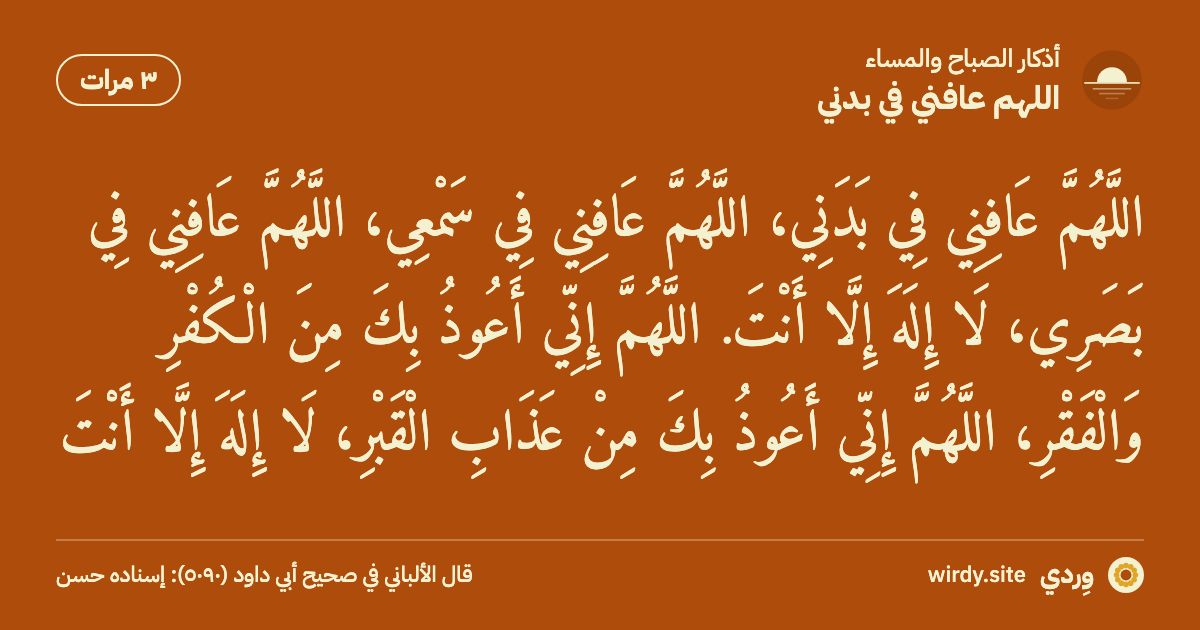 أذكار الصباح والمساء
اللهم عافني في بدني
٣ مرات
اللَّهُمَّ عَافِنِي فِي بَدَنِي، اللَّهُمَّ عَافِنِي فِي سَمْعِي، اللَّهُمَّ عَافِنِي فِي
بَصَرِي، لَا إِلَهَ إِلَّا أَنْتَ. اللَّهُمَّ إِنِّي أَعُوذُ بِكَ مِنَ الْكُفْرِ
وَالْفَقْرِ، اللَّهُمَّ إِنِّي أَعُوذُ بِكَ مِنْ عَذَابِ الْقَبْرِ، لَا إِلَهَ إِلَّا أَنْتَ
وِردي wirdy.site
قال الألباني في صحيح أبي داود (٥٠٩٠): إسناده حسن